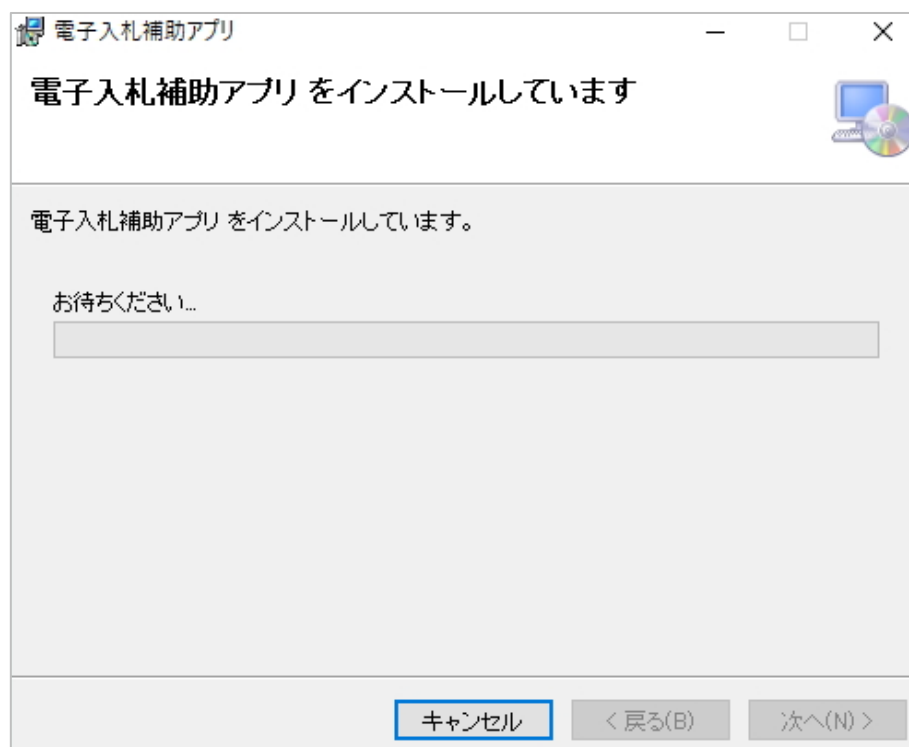 電子入札補助アプリ
電子入札補助アプリ をインストールしています
電子入札補助アプリ をインストールしています。
お待ちください...
キャンセル
< 戻る(B)
次へ(N) >